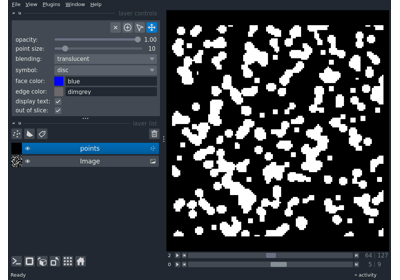 File View Plugins Window Help
layer controls
opacity: 1.00
point size: 10
blending: translucent
symbol: disc
face color: blue
edge color: dimgrey
display text:
out of slice:
layer list
points
Image
2 64 127
0 5 9
Ready activity